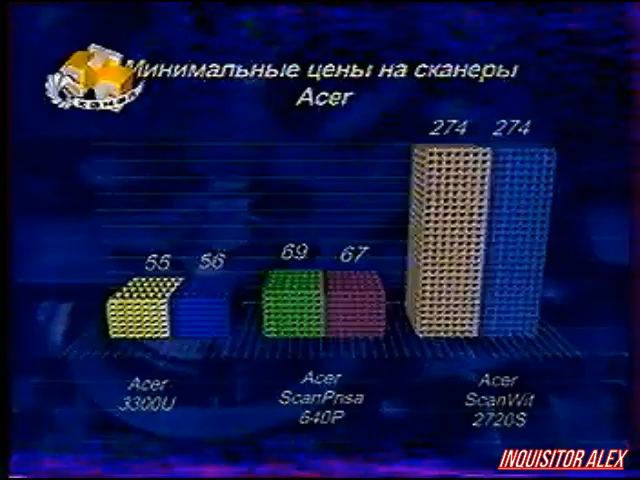 Минимальные цены на сканеры
Acer
274 274
55 56 69 67
Acer
3300U
Acer
ScanPrisa
640P
Acer
ScanWit
2720S
INQUISITOR ALEX